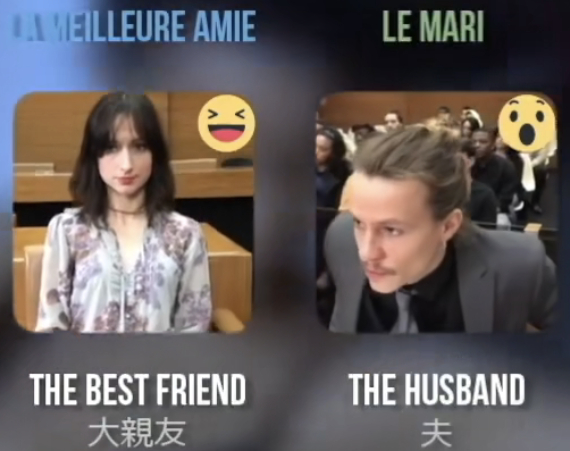 LA MEILLEURE AMIE
LE MARI
THE BEST FRIEND
大親友
THE HUSBAND
夫